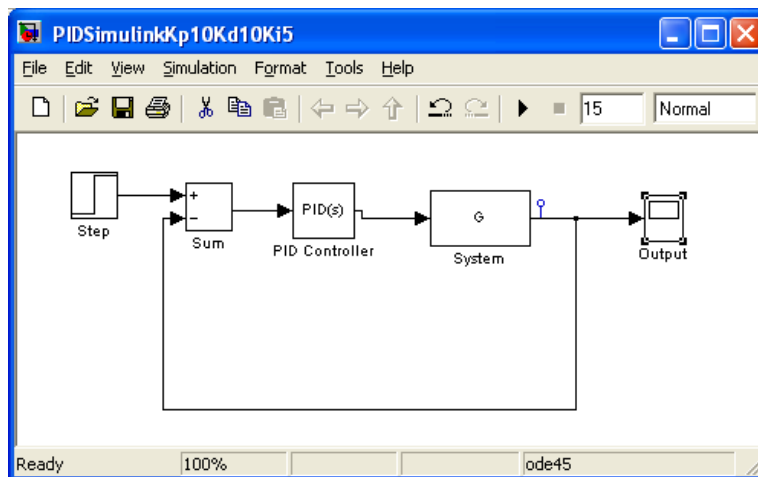 PIDSimulinkKp10Kd10Ki5
File Edit View Simulation Format Tools Help
15 Normal
Step
+
−
Sum
PID(s)
PID Controller
G
System
Output
Ready 100% ode45